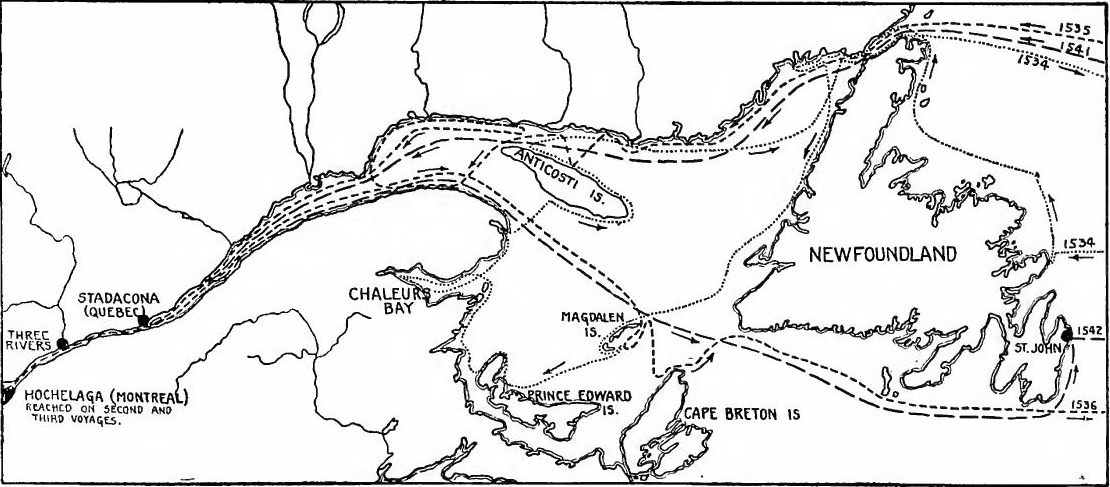 1535
1541
1534
ANTICOSTI IS.
NEWFOUNDLAND
1534
CHALEURS
BAY
STADACONA
(QUEBEC)
MAGDALEN
IS.
THREE
RIVERS
1542
ST. JOHN
HOCHELAGA (MONTREAL)
REACHED ON SECOND AND
THIRD VOYAGES.
PRINCE EDWARD
IS.
CAPE BRETON IS
1536